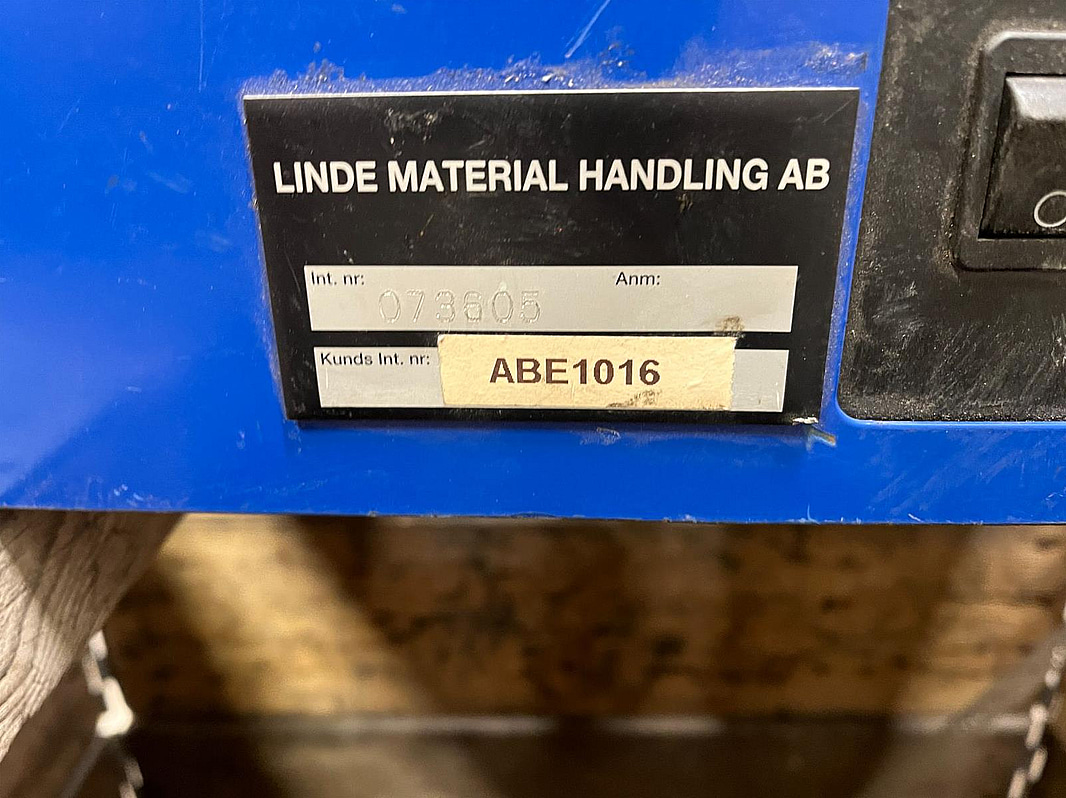 LINDE MATERIAL HANDLING AB
Int. nr: Anm:
073605
Kunds Int. nr: ABE1016